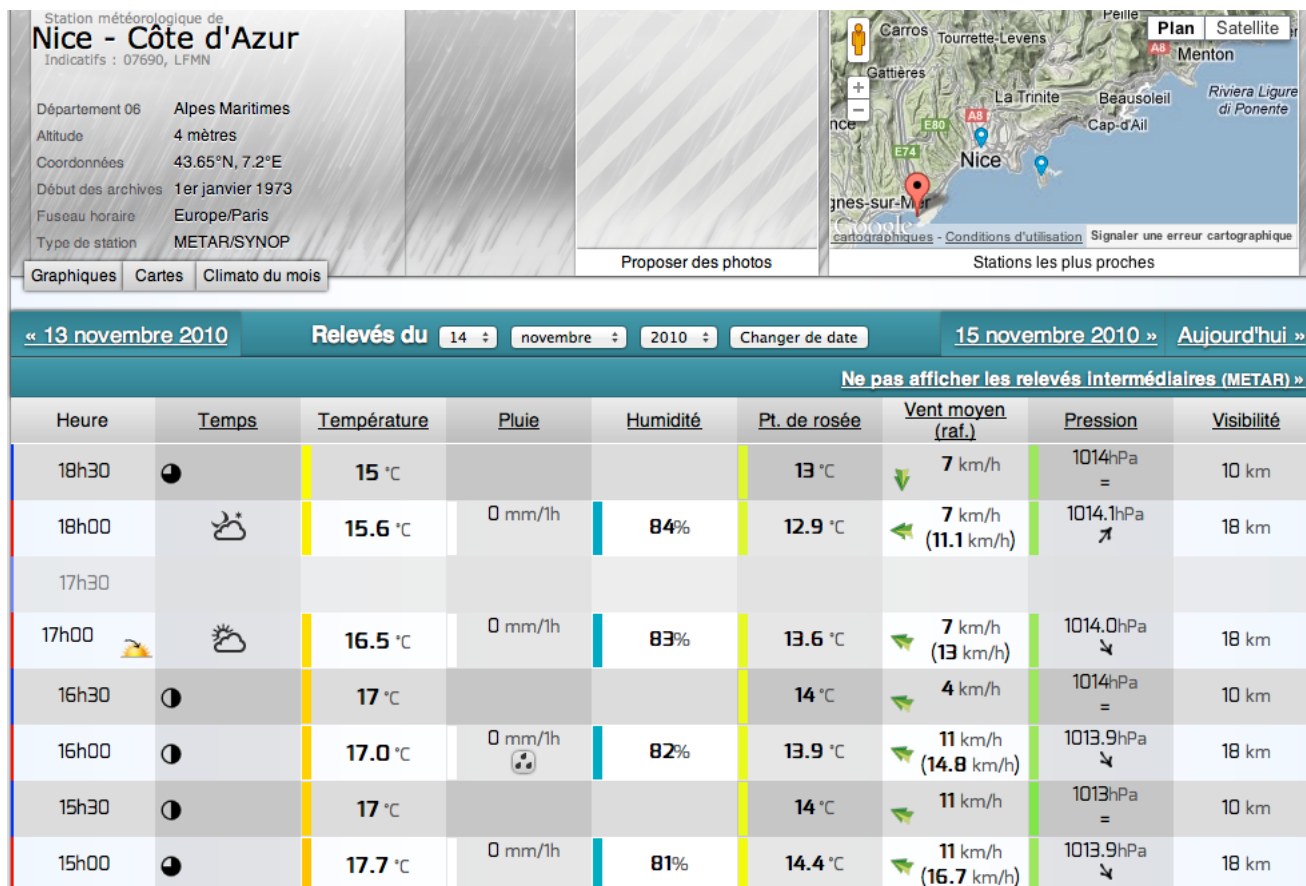 Station météorologique de
Nice - Côte d'Azur
Indicatifs : 07690, LFMN
Département 06 Alpes Maritimes
Altitude 4 mètres
Coordonnées 43.65°N, 7.2°E
Début des archives 1er janvier 1973
Fuseau horaire Europe/Paris
Type de station METAR/SYNOP
Graphiques Cartes Climato du mois
Proposer des photos
Peille
Plan Satellite
Carros Tourrette-Levens
A8
Menton
Gattières
+
La Trinite Beausoleil Riviera Ligure
di Ponente
nce E80 A8 Cap-d'Ail
−
E74
Nice
gnes-sur-Mer
Google
cartographiques - Conditions d'utilisation Signaler une erreur cartographique
Stations les plus proches
« 13 novembre 2010 Relevés du 14 novembre 2010 Changer de date 15 novembre 2010 » Aujourd'hui »
Ne pas afficher les relevés intermédiaires (METAR) »
Heure Temps Température Pluie Humidité Pt. de rosée Vent moyen (raf.) Pression Visibilité
18h30 15 °C 13 °C 7 km/h 1014hPa = 10 km
18h00 15.6 °C 0 mm/1h 84% 12.9 °C 7 km/h (11.1 km/h) 1014.1hPa 18 km
17h30
17h00 16.5 °C 0 mm/1h 83% 13.6 °C 7 km/h (13 km/h) 1014.0hPa 18 km
16h30 17 °C 14 °C 4 km/h 1014hPa = 10 km
16h00 17.0 °C 0 mm/1h 82% 13.9 °C 11 km/h (14.8 km/h) 1013.9hPa 18 km
15h30 17 °C 14 °C 11 km/h 1013hPa = 10 km
15h00 17.7 °C 0 mm/1h 81% 14.4 °C 11 km/h (16.7 km/h) 1013.9hPa 18 km